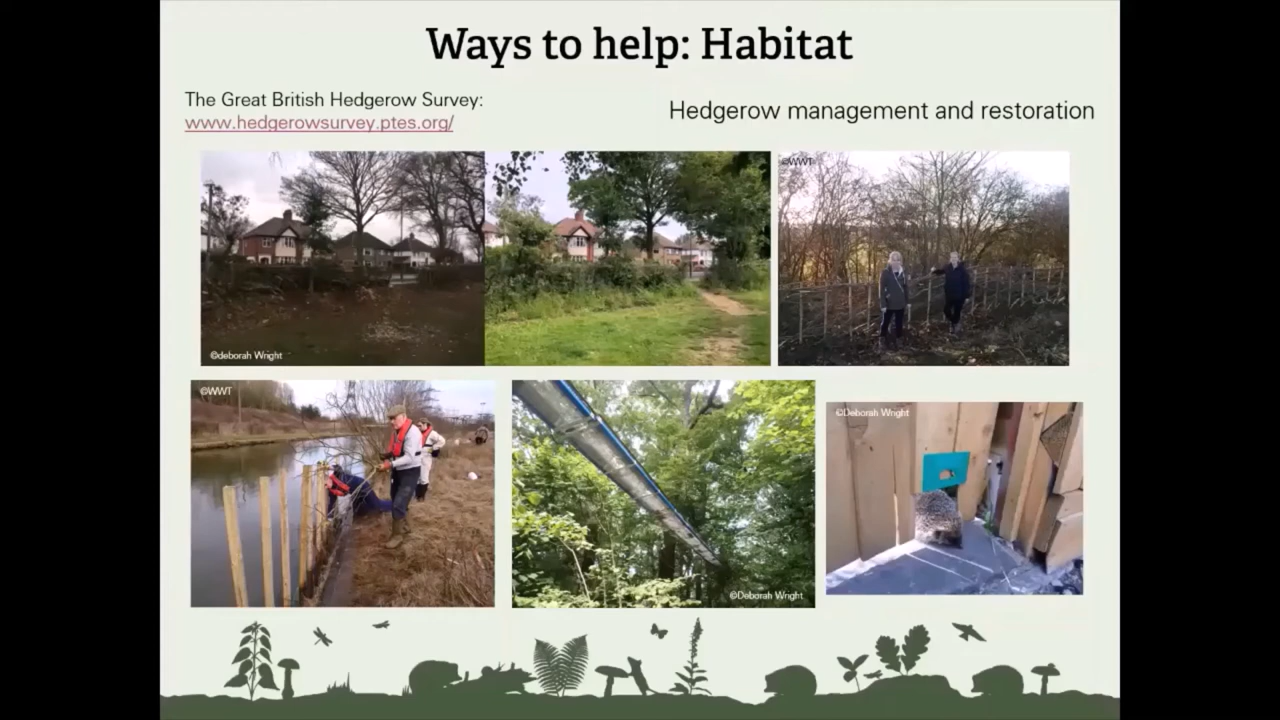 Ways to help: Habitat
The Great British Hedgerow Survey:
www.hedgerowsurvey.ptes.org/
Hedgerow management and restoration
©WWT
©deborah Wright
©WWT
©Deborah Wright
©Deborah Wright